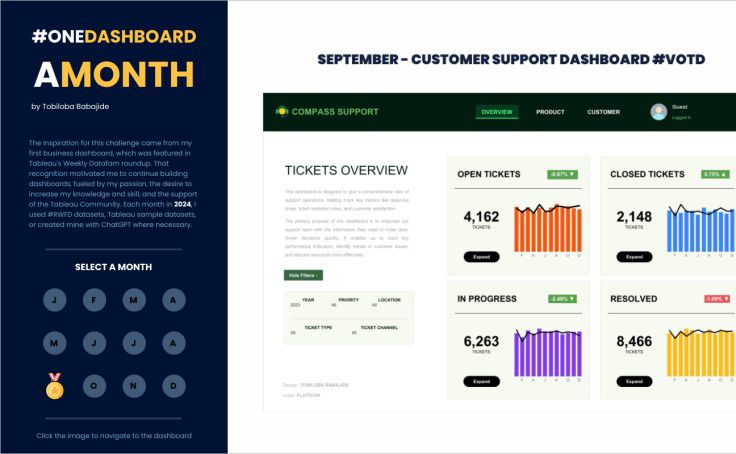 #ONEDASHBOARD
AMONTH
by Tobiloba Babajide
The inspiration for this challenge came from my
first business dashboard, which was featured in
Tableau's Weekly Datafam roundup. That
recognition motivated me to continue building
dashboards, fueled by my passion, the desire to
increase my knowledge and skill, and the support
of the Tableau Community. Each month in 2024, I
used #RWFD datasets, Tableau sample datasets,
or created mine with ChatGPT where necessary.
SELECT A MONTH
J F M A
M J J A
O N D
Click the image to navigate to the dashboard
SEPTEMBER - CUSTOMER SUPPORT DASHBOARD #VOTD
COMPASS SUPPORT
OVERVIEW PRODUCT CUSTOMER
Guest
Logged in
TICKETS OVERVIEW
This dashboard is designed to give a comprehensive view of
support operations, helping track key metrics like response
times, ticket resolution rates, and customer satisfaction.
The primary purpose of this dashboard is to empower our
support team with the information they need to make data-
driven decisions quickly. It enables us to track key
performance indicators, identify trends in customer issues,
and allocate resources more effectively.
Hide Filters -
YEAR PRIORITY LOCATION
2023 All All
TICKET TYPE TICKET CHANNEL
All All
Design: TOBILOBA BABAJIDE
Icons: FLATICON
OPEN TICKETS -0.67% ▼
4,162
TICKETS
Expand
F A J A O D
CLOSED TICKETS 0.75% ▲
2,148
TICKETS
Expand
F A J A O D
IN PROGRESS -2.48% ▼
6,263
TICKETS
Expand
F A J A O D
RESOLVED -1.09% ▼
8,466
TICKETS
Expand
F A J A O D